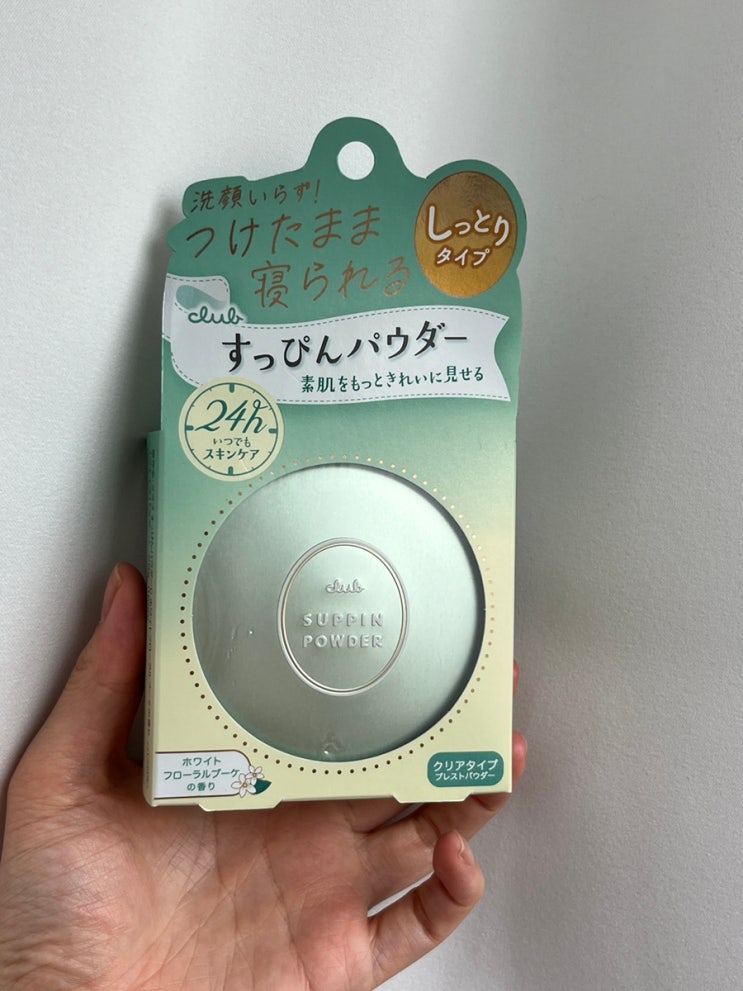 洗顔いらず!
つけたまま
寝られる
しっとり
タイプ
club
すっぴんパウダー
素肌をもっときれいに見せる
24h
いつでも
スキンケア
club
SUPPIN
POWDER
ホワイト
フローラルブーケ
の香り
クリアタイプ
プレストパウダー